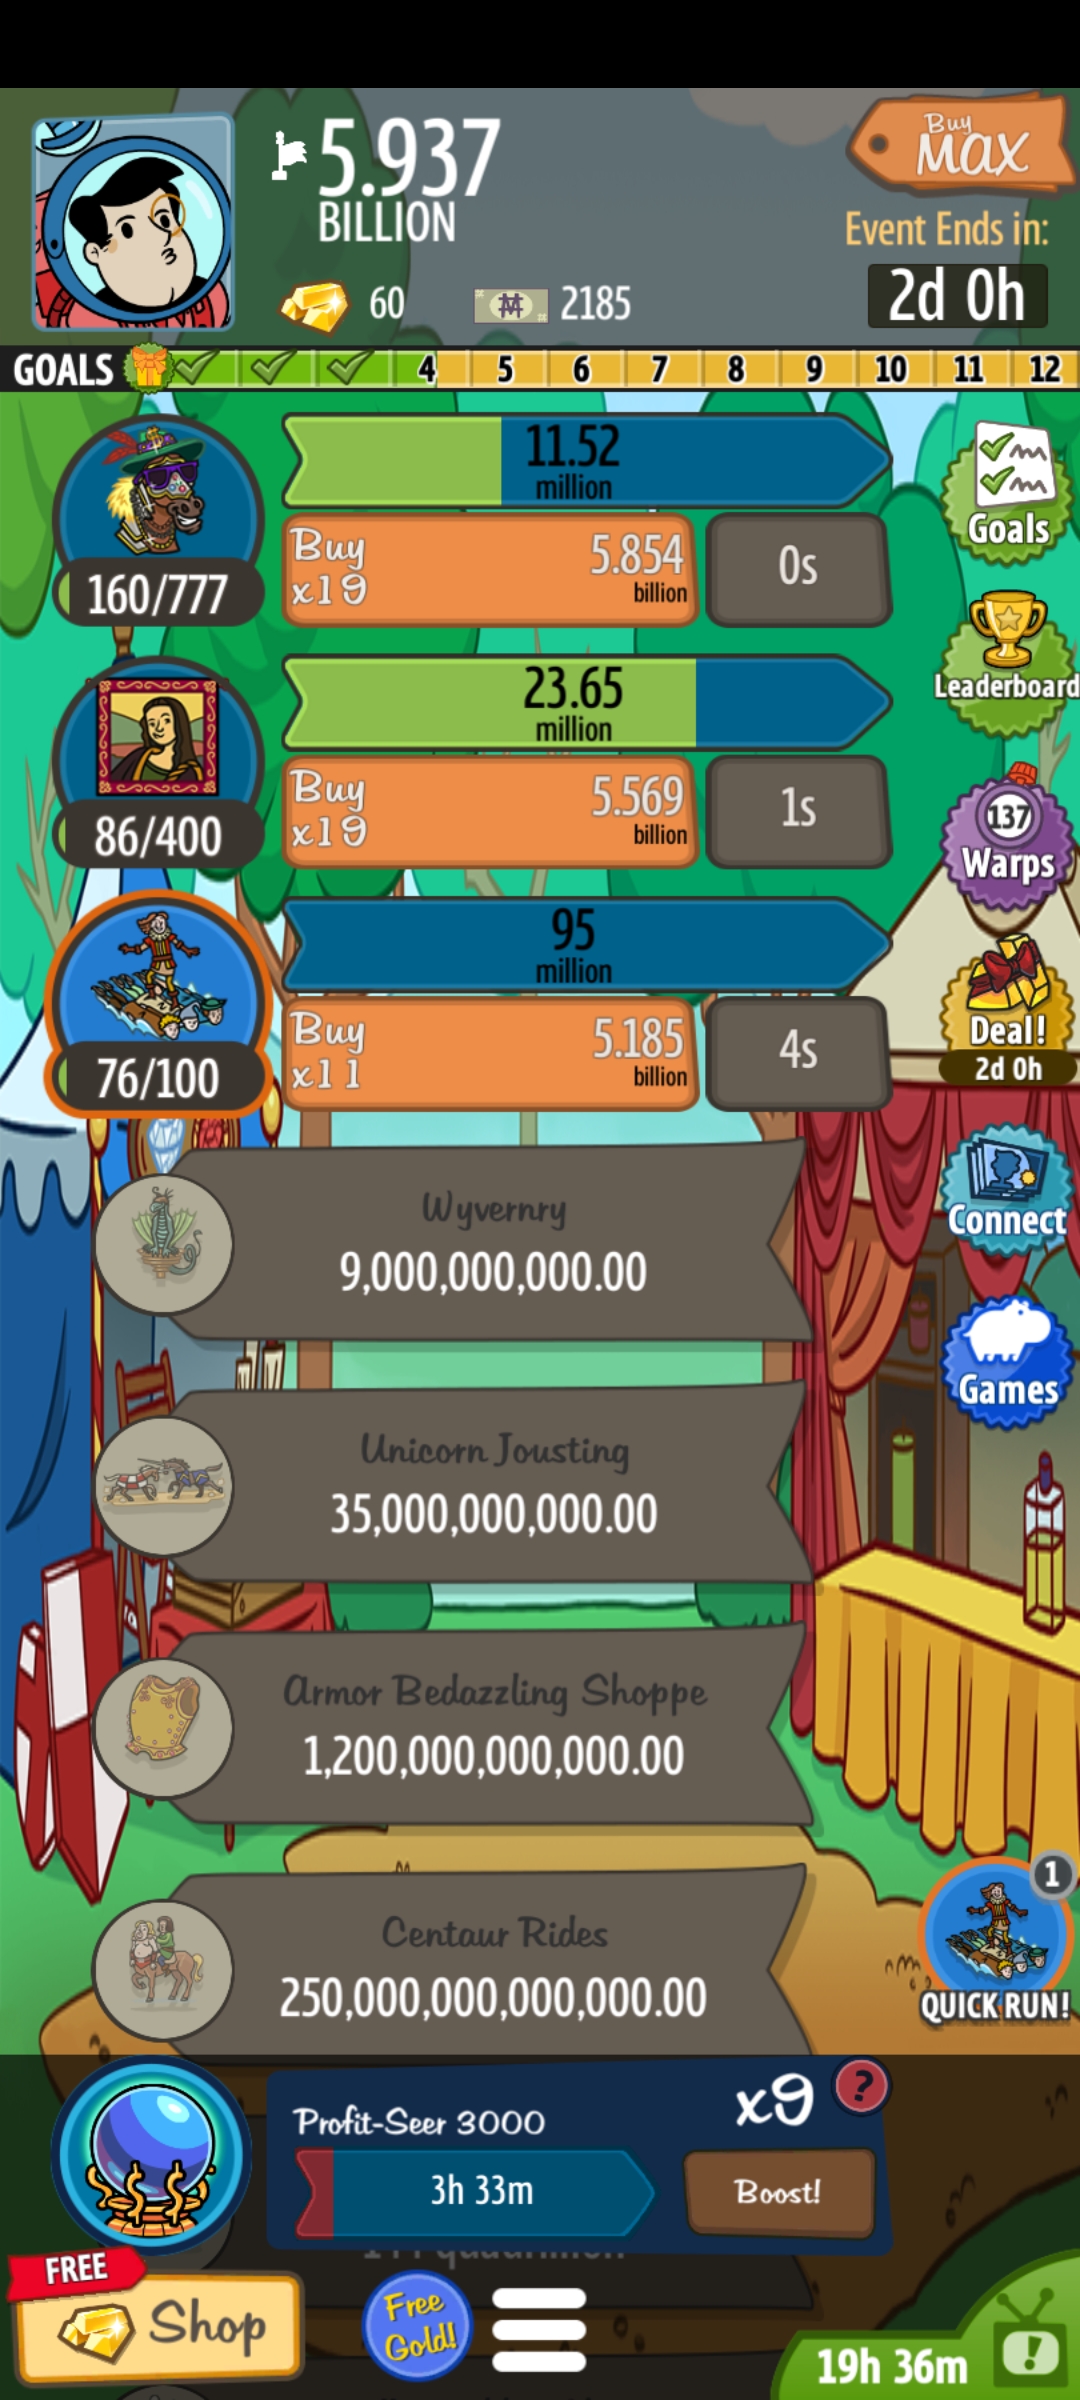 5.937
BILLION
Buy
MAX
Event Ends in:
2d 0h
60
2185
GOALS 4 5 6 7 8 9 10 11 12
11.52
million
Buy
x19
5.854
billion
0s
160/777
Goals
23.65
million
Buy
x19
5.569
billion
1s
86/400
Leaderboard
137
Warps
95
million
Buy
x11
5.185
billion
4s
76/100
Deal!
2d 0h
Wyvernry
9,000,000,000.00
Connect
Unicorn Jousting
35,000,000,000.00
Games
Armor Bedazzling Shoppe
1,200,000,000,000.00
Centaur Rides
250,000,000,000,000.00
1
QUICK RUN!
Profit-Seer 3000
x9
?
3h 33m
Boost!
FREE
Shop
Free
Gold!
19h 36m
!